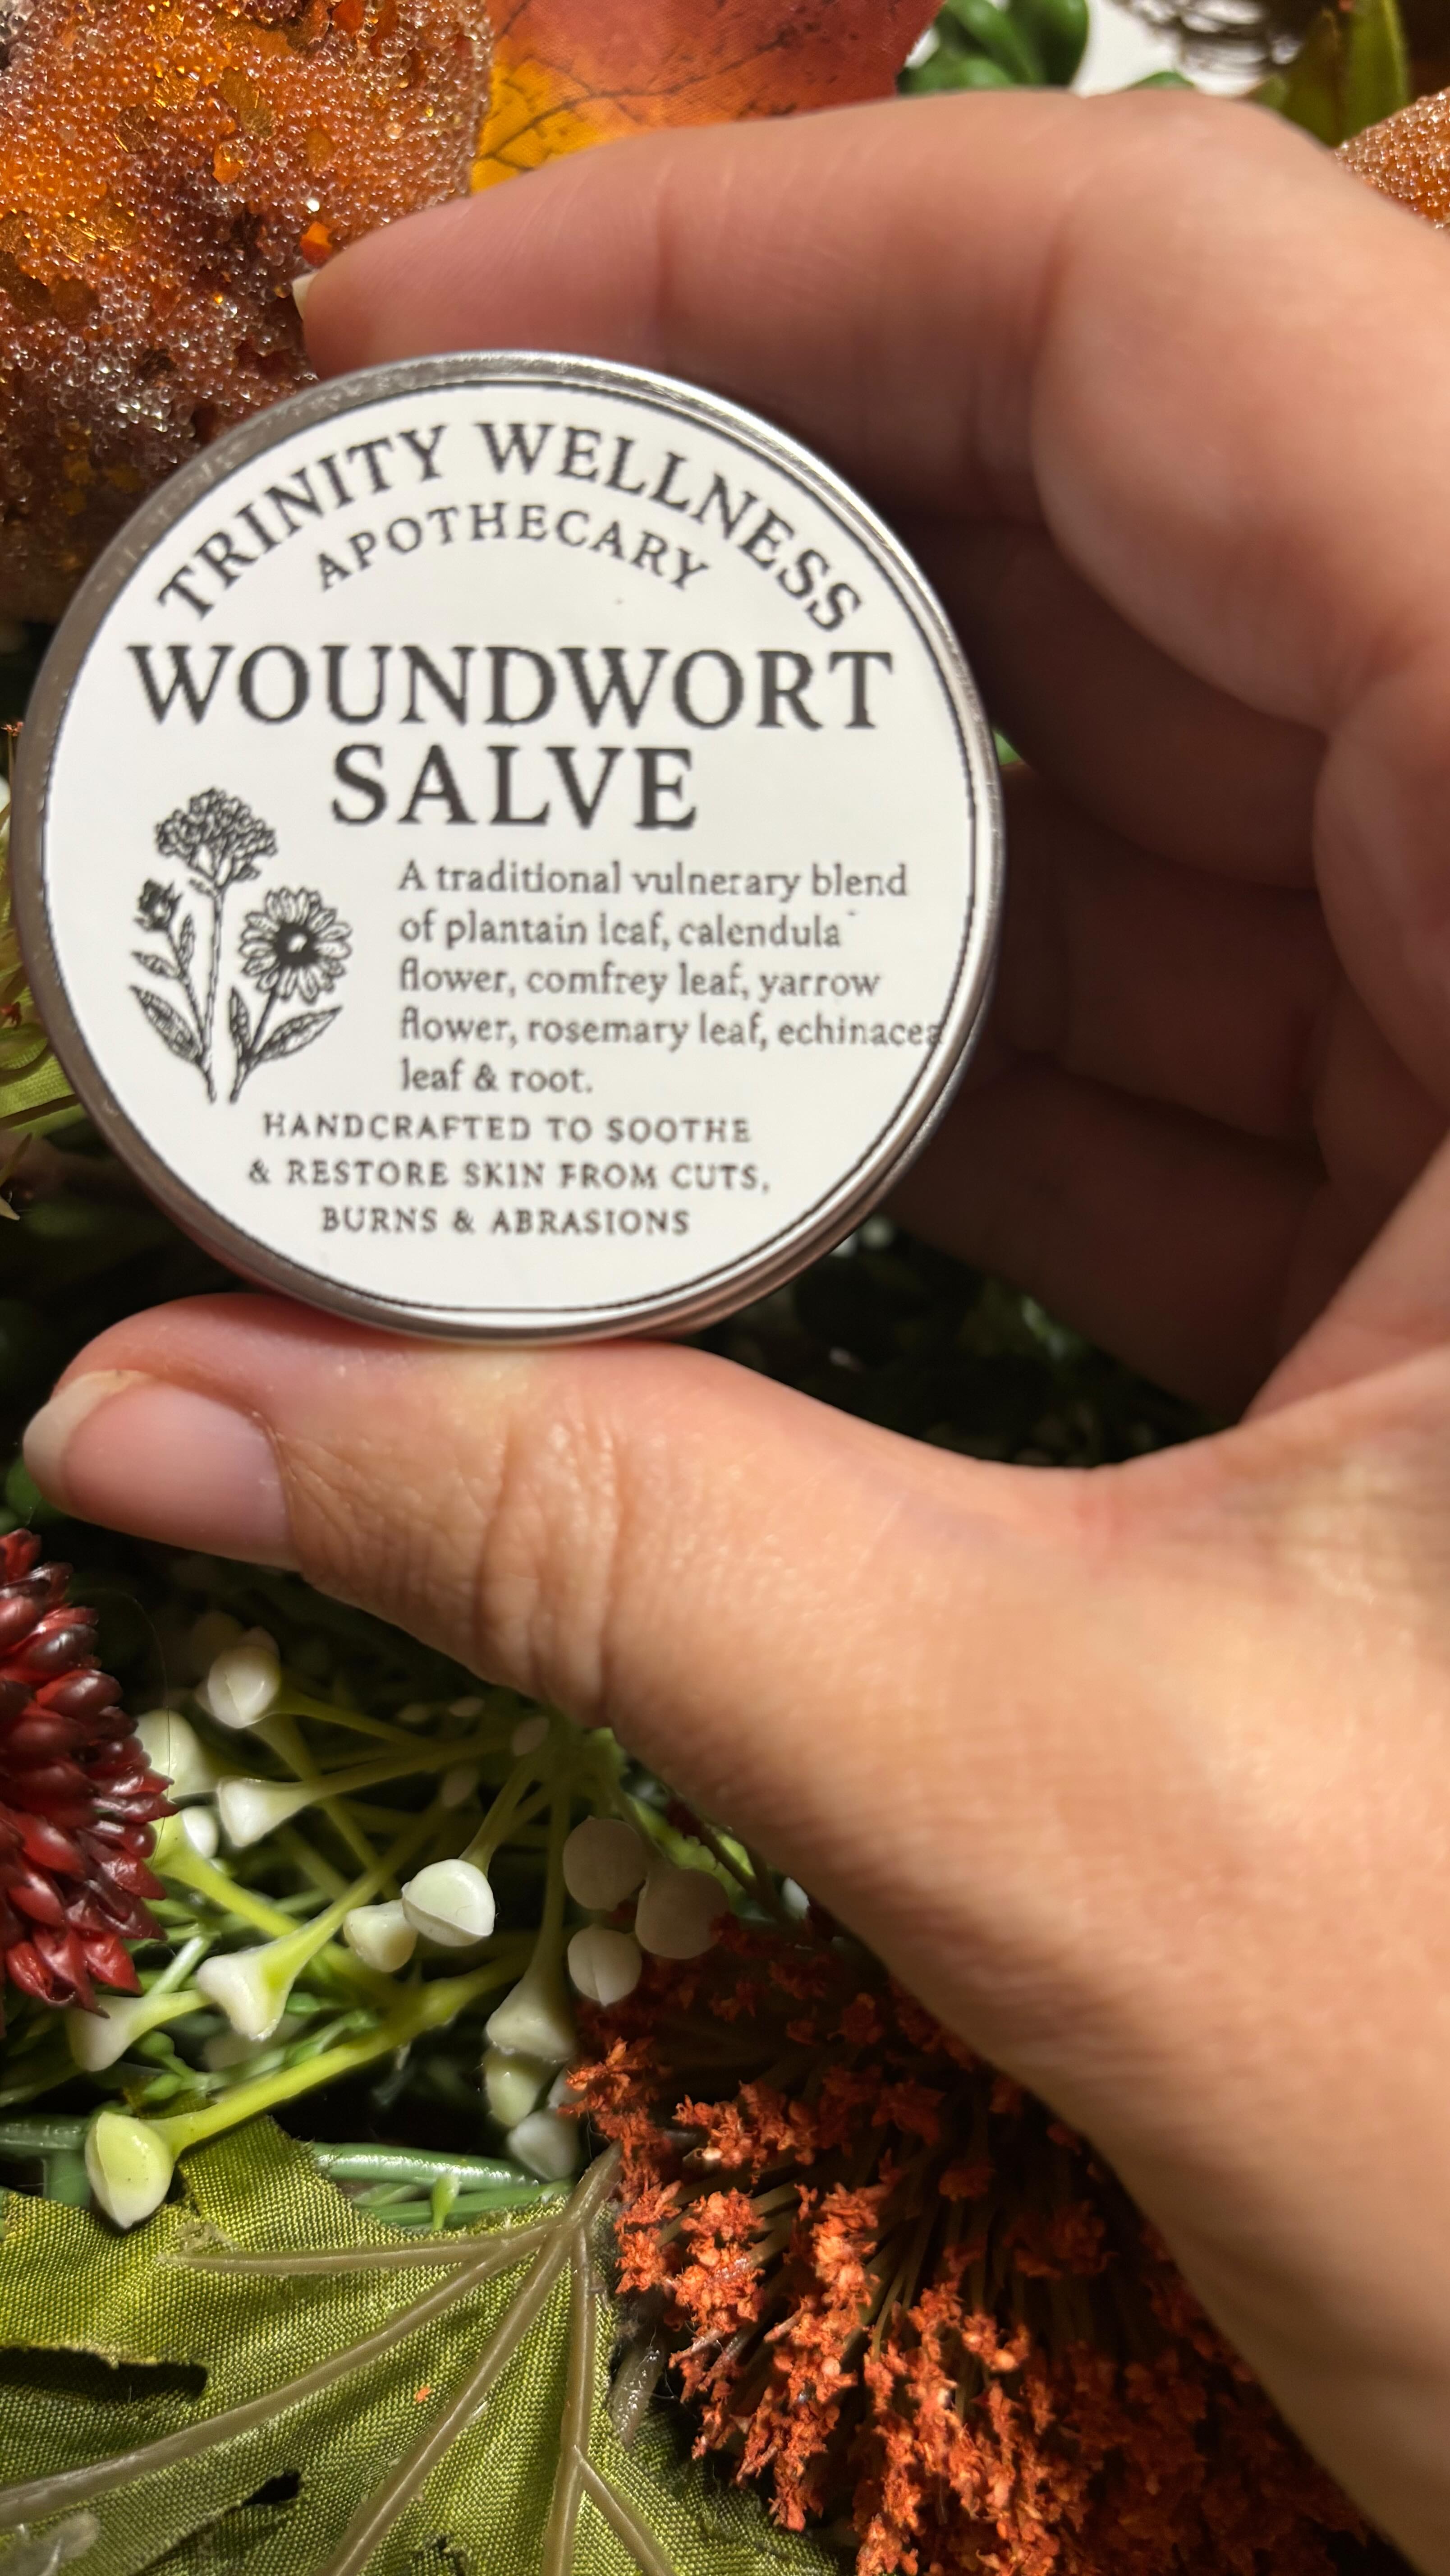 TRINITY WELLNESS
APOTHECARY
WOUNDWORT
SALVE
A traditional vulnerary blend
of plantain leaf, calendula
flower, comfrey leaf, yarrow
flower, rosemary leaf, echinacea
leaf & root.
HANDCRAFTED TO SOOTHE
& RESTORE SKIN FROM CUTS,
BURNS & ABRASIONS